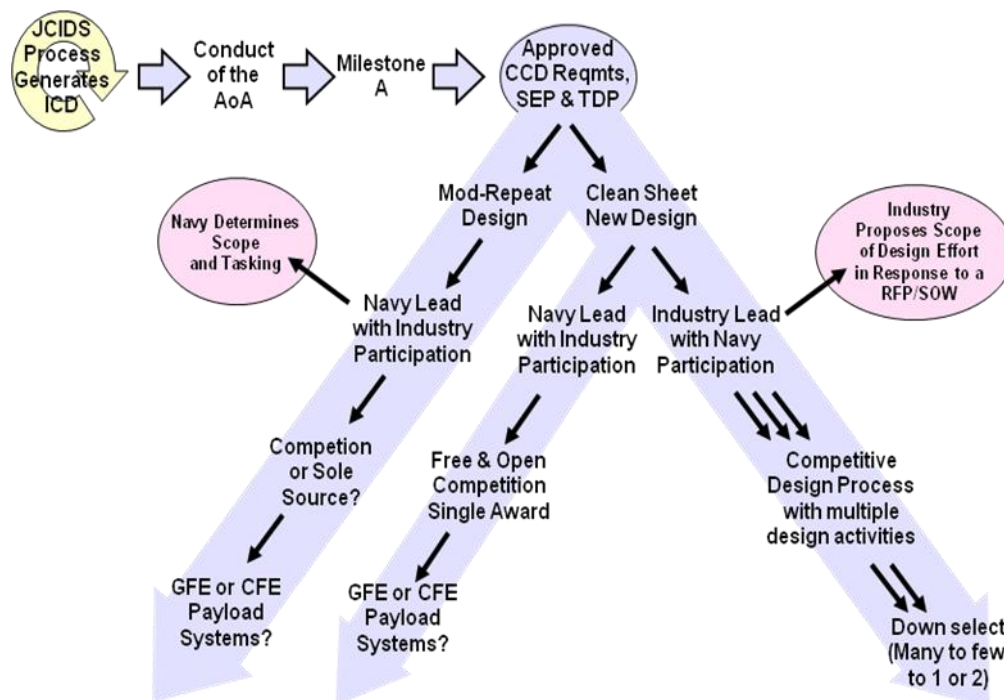 JCIDS
Process
Generates
ICD
Conduct
of the
AoA
Milestone
A
Approved
CCD Reqmts,
SEP & TDP
Mod-Repeat
Design
Clean Sheet
New Design
Navy Determines
Scope
and Tasking
Industry
Proposes Scope
of Design Effort
in Response to a
RFP/SOW
Navy Lead
with Industry
Participation
Navy Lead
with Industry
Participation
Industry Lead
with Navy
Participation
Competion
or Sole
Source?
Free & Open
Competition
Single Award
Competitive
Design Process
with multiple
design activities
GFE or CFE
Payload
Systems?
GFE or CFE
Payload
Systems?
Down select
(Many to few
to 1 or 2)